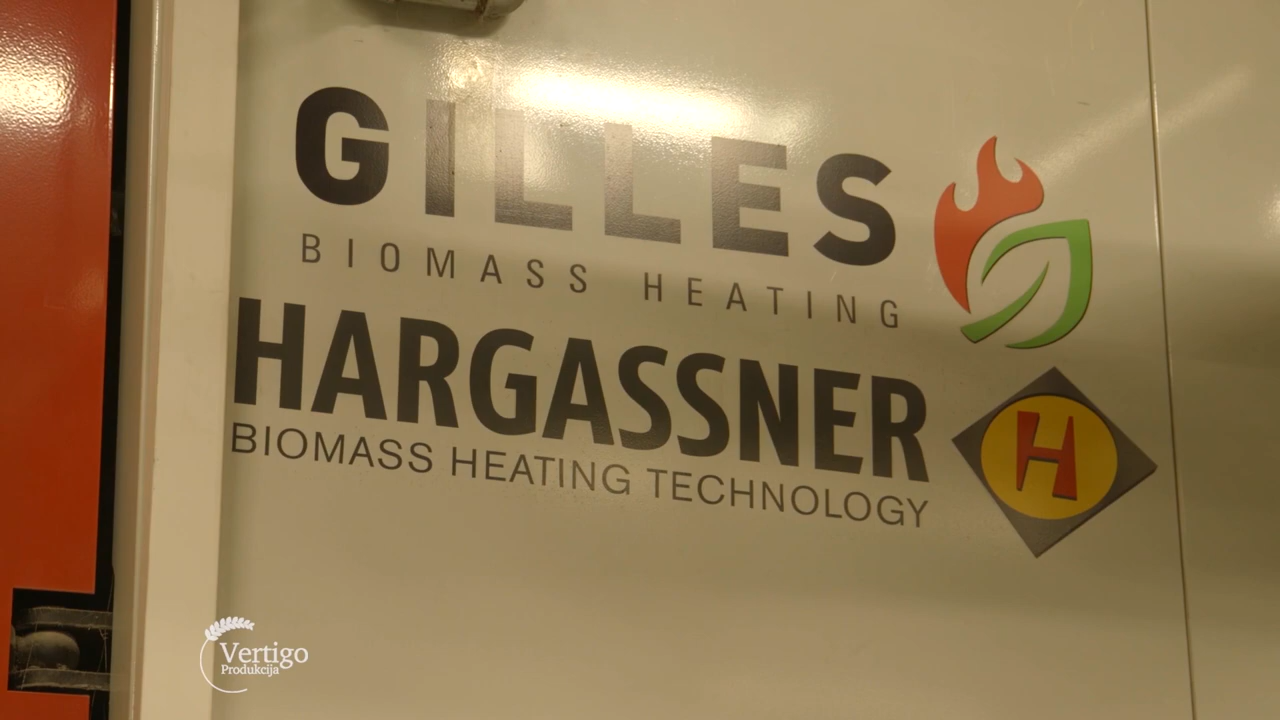 GILLES
BIOMASS HEATING
HARGASSNER
BIOMASS HEATING TECHNOLOGY
H
Vertigo
Produkcija